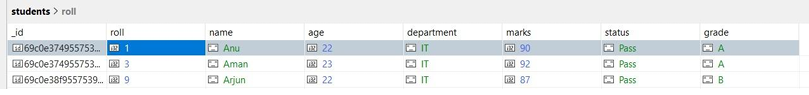 students > roll
_id roll name age department marks status grade
69c0e374955753... 1 Anu 22 IT 90 Pass A
69c0e374955753... 3 Aman 23 IT 92 Pass A
69c0e38f9557539... 9 Arjun 22 IT 87 Pass B